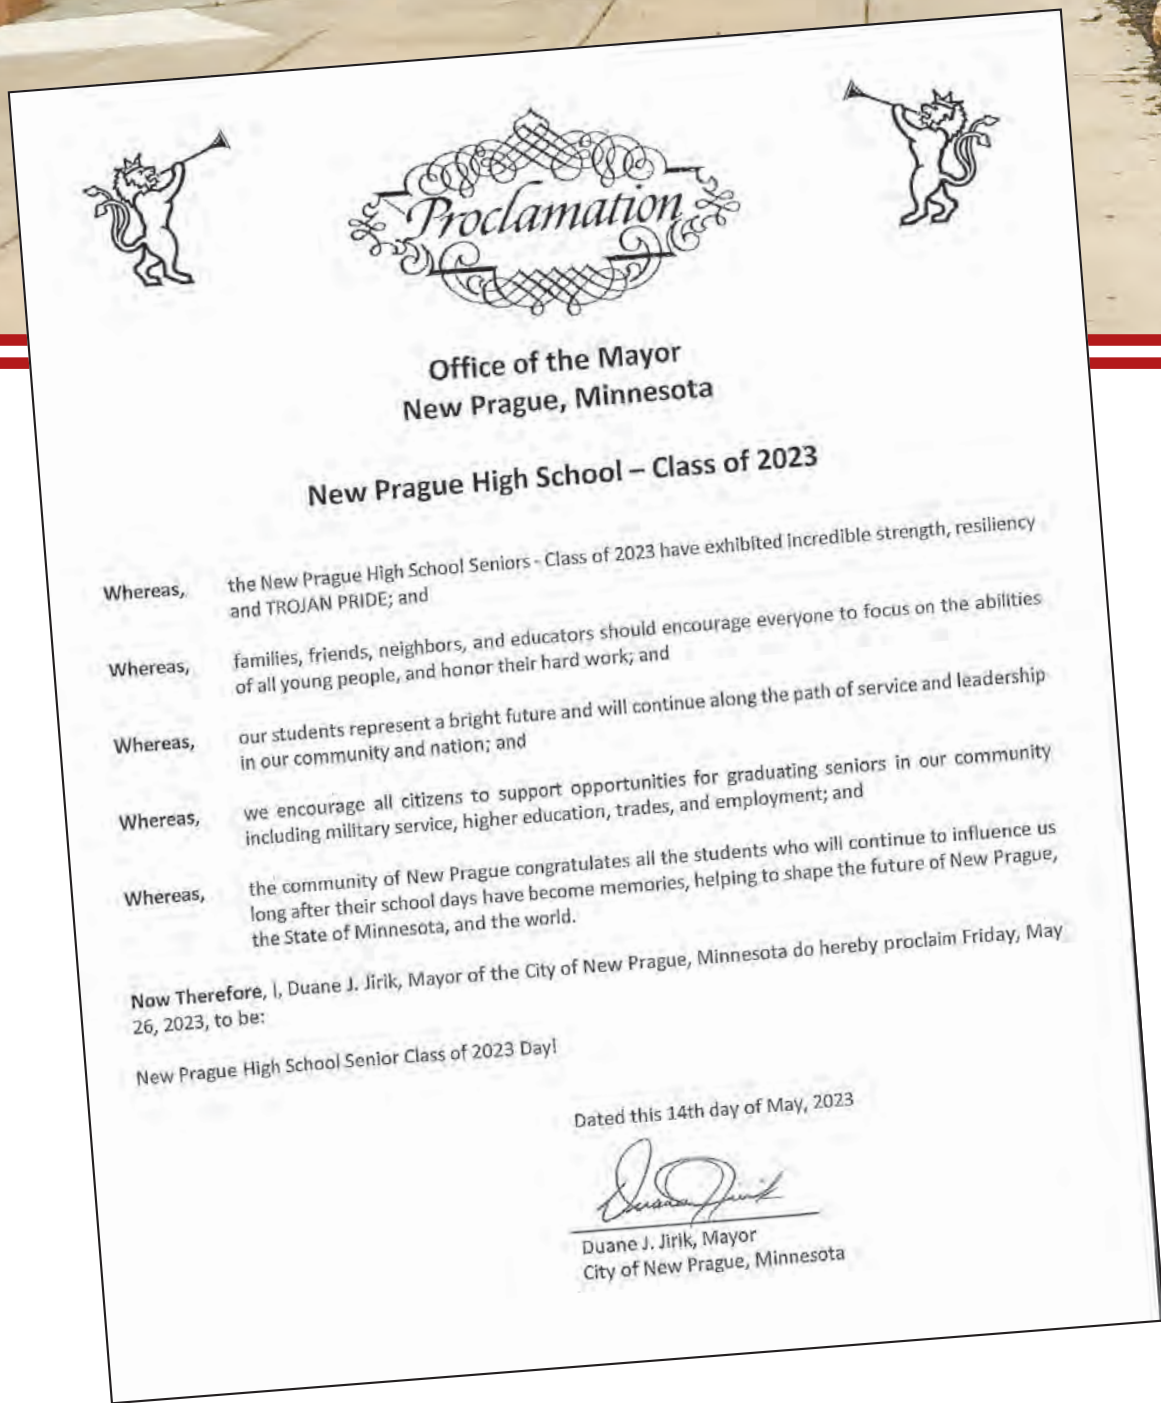 Proclamation
Office of the Mayor
New Prague, Minnesota
New Prague High School – Class of 2023
Whereas, the New Prague High School Seniors - Class of 2023 have exhibited incredible strength, resiliency
and TROJAN PRIDE; and
Whereas, families, friends, neighbors, and educators should encourage everyone to focus on the abilities
of all young people, and honor their hard work; and
Whereas, our students represent a bright future and will continue along the path of service and leadership
in our community and nation; and
Whereas, we encourage all citizens to support opportunities for graduating seniors in our community
including military service, higher education, trades, and employment; and
Whereas, the community of New Prague congratulates all the students who will continue to influence us
long after their school days have become memories, helping to shape the future of New Prague,
the State of Minnesota, and the world.
Now Therefore, I, Duane J. Jirik, Mayor of the City of New Prague, Minnesota do hereby proclaim Friday, May
26, 2023, to be:
New Prague High School Senior Class of 2023 Day!
Dated this 14th day of May, 2023
Duane Jirik
Duane J. Jirik, Mayor
City of New Prague, Minnesota